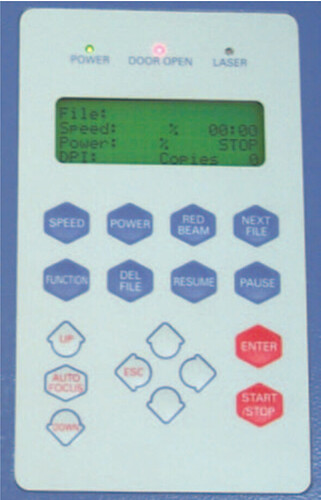 POWER DOOR OPEN LASER
File:
Speed: % 00:00
Power: % STOP
DPI: Copies 0
SPEED POWER RED BEAM NEXT FILE
FUNCTION DEL FILE RESUME PAUSE
UP
ENTER
AUTO FOCUS
ESC
START /STOP
DOWN